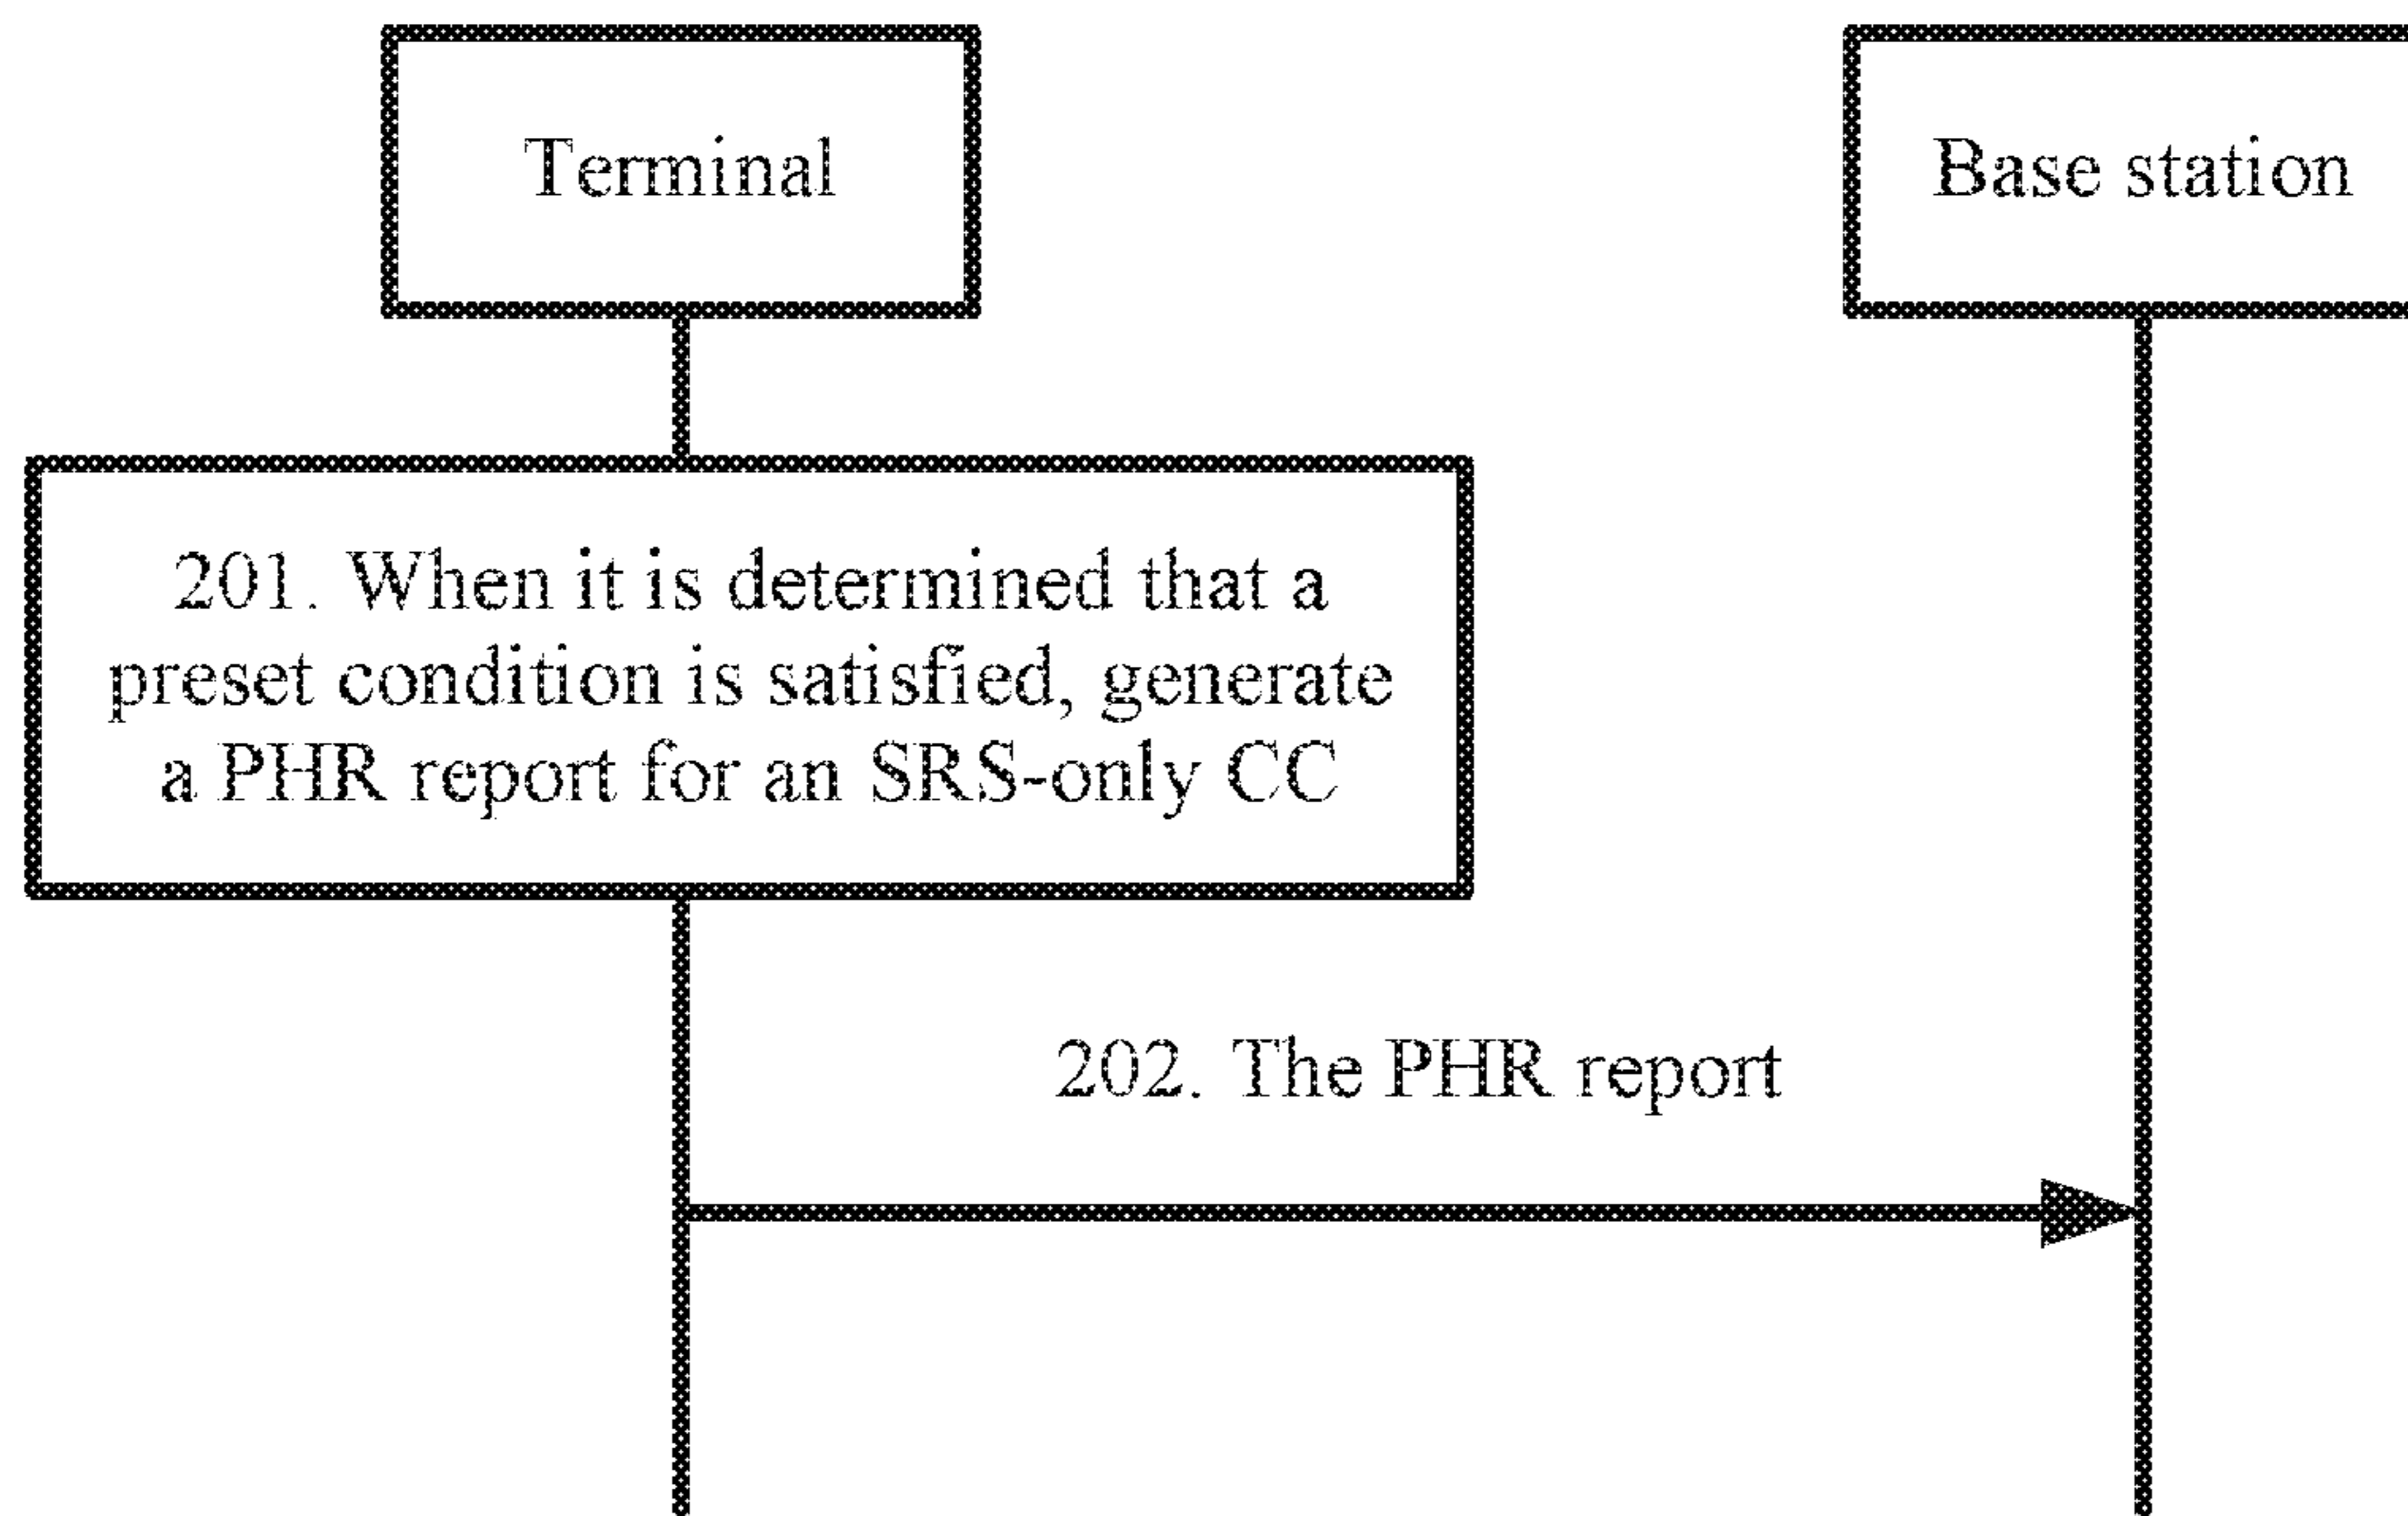 Terminal
Base station
201. When it is determined that a
preset condition is satisfied, generate
a PHR report for an SRS-only CC
202. The PHR report